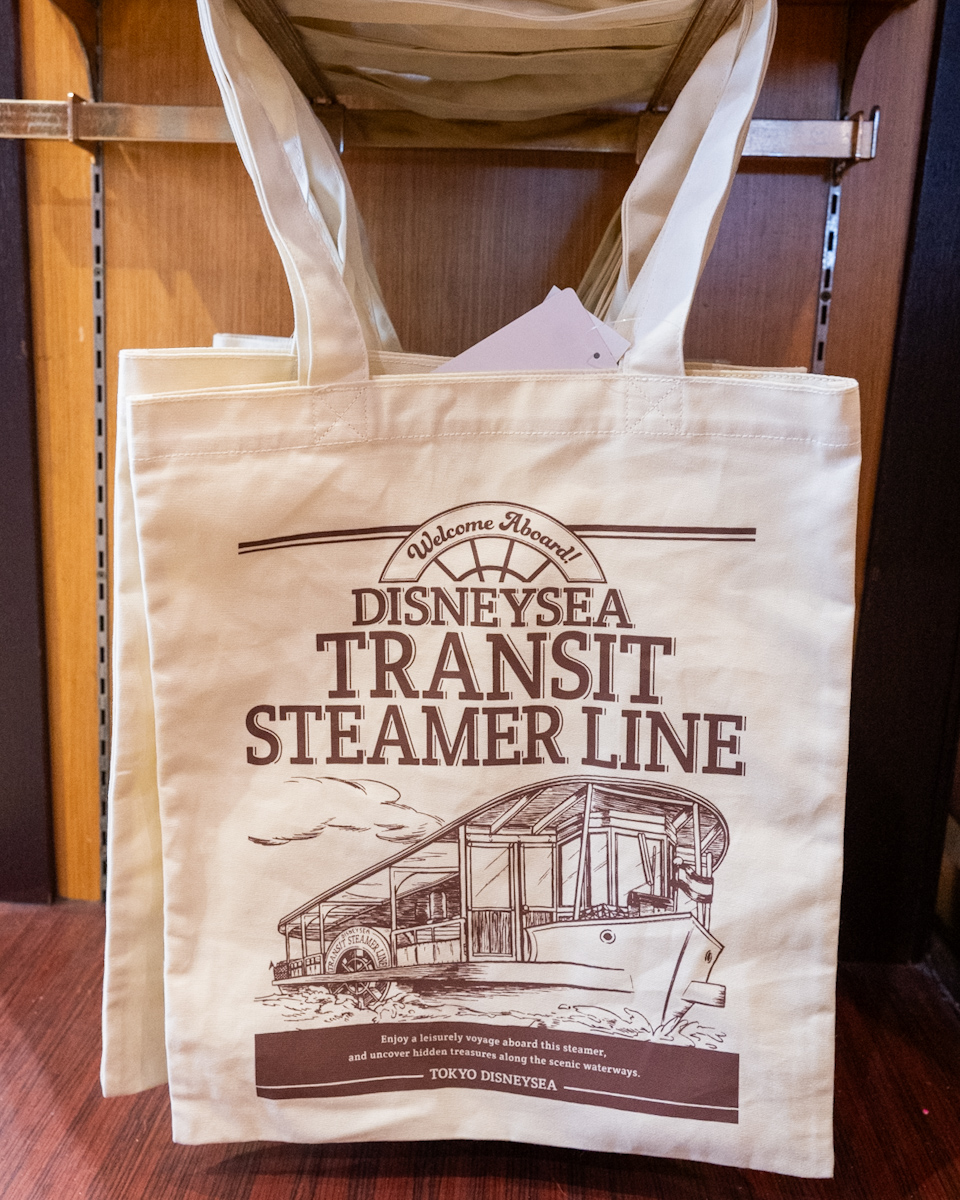 Welcome Aboard!
DISNEYSEA
TRANSIT
STEAMER LINE
DISNEYSEA
TRANSIT STEAMER LINE
Enjoy a leisurely voyage aboard this steamer,
and uncover hidden treasures along the scenic waterways.
TOKYO DISNEYSEA